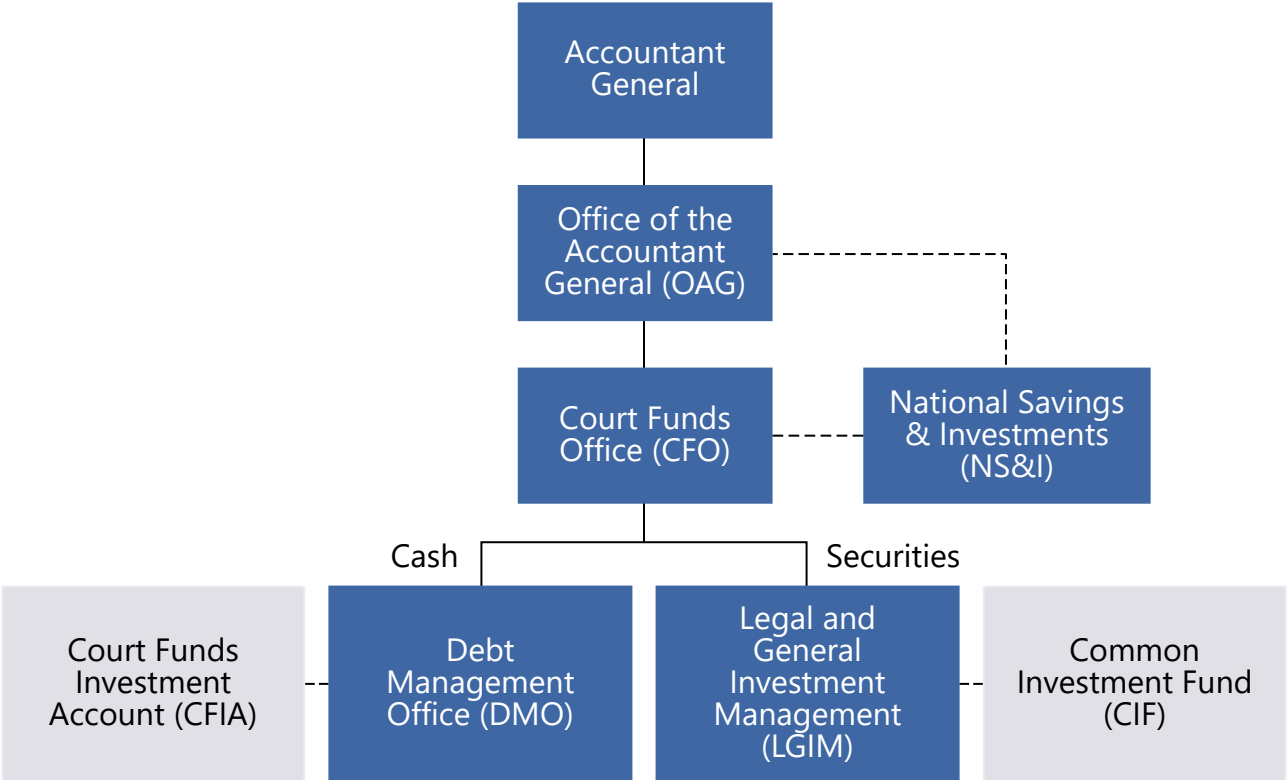 Accountant
General
Office of the
Accountant
General (OAG)
Court Funds
Office (CFO)
National Savings
& Investments
(NS&I)
Cash
Securities
Court Funds
Investment
Account (CFIA)
Debt
Management
Office (DMO)
Legal and
General
Investment
Management
(LGIM)
Common
Investment Fund
(CIF)